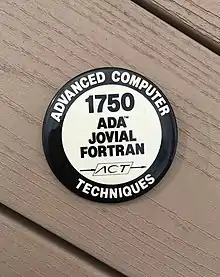 ADVANCED COMPUTER
1750
ADA™
JOVIAL
FORTRAN
ACT
TECHNIQUES